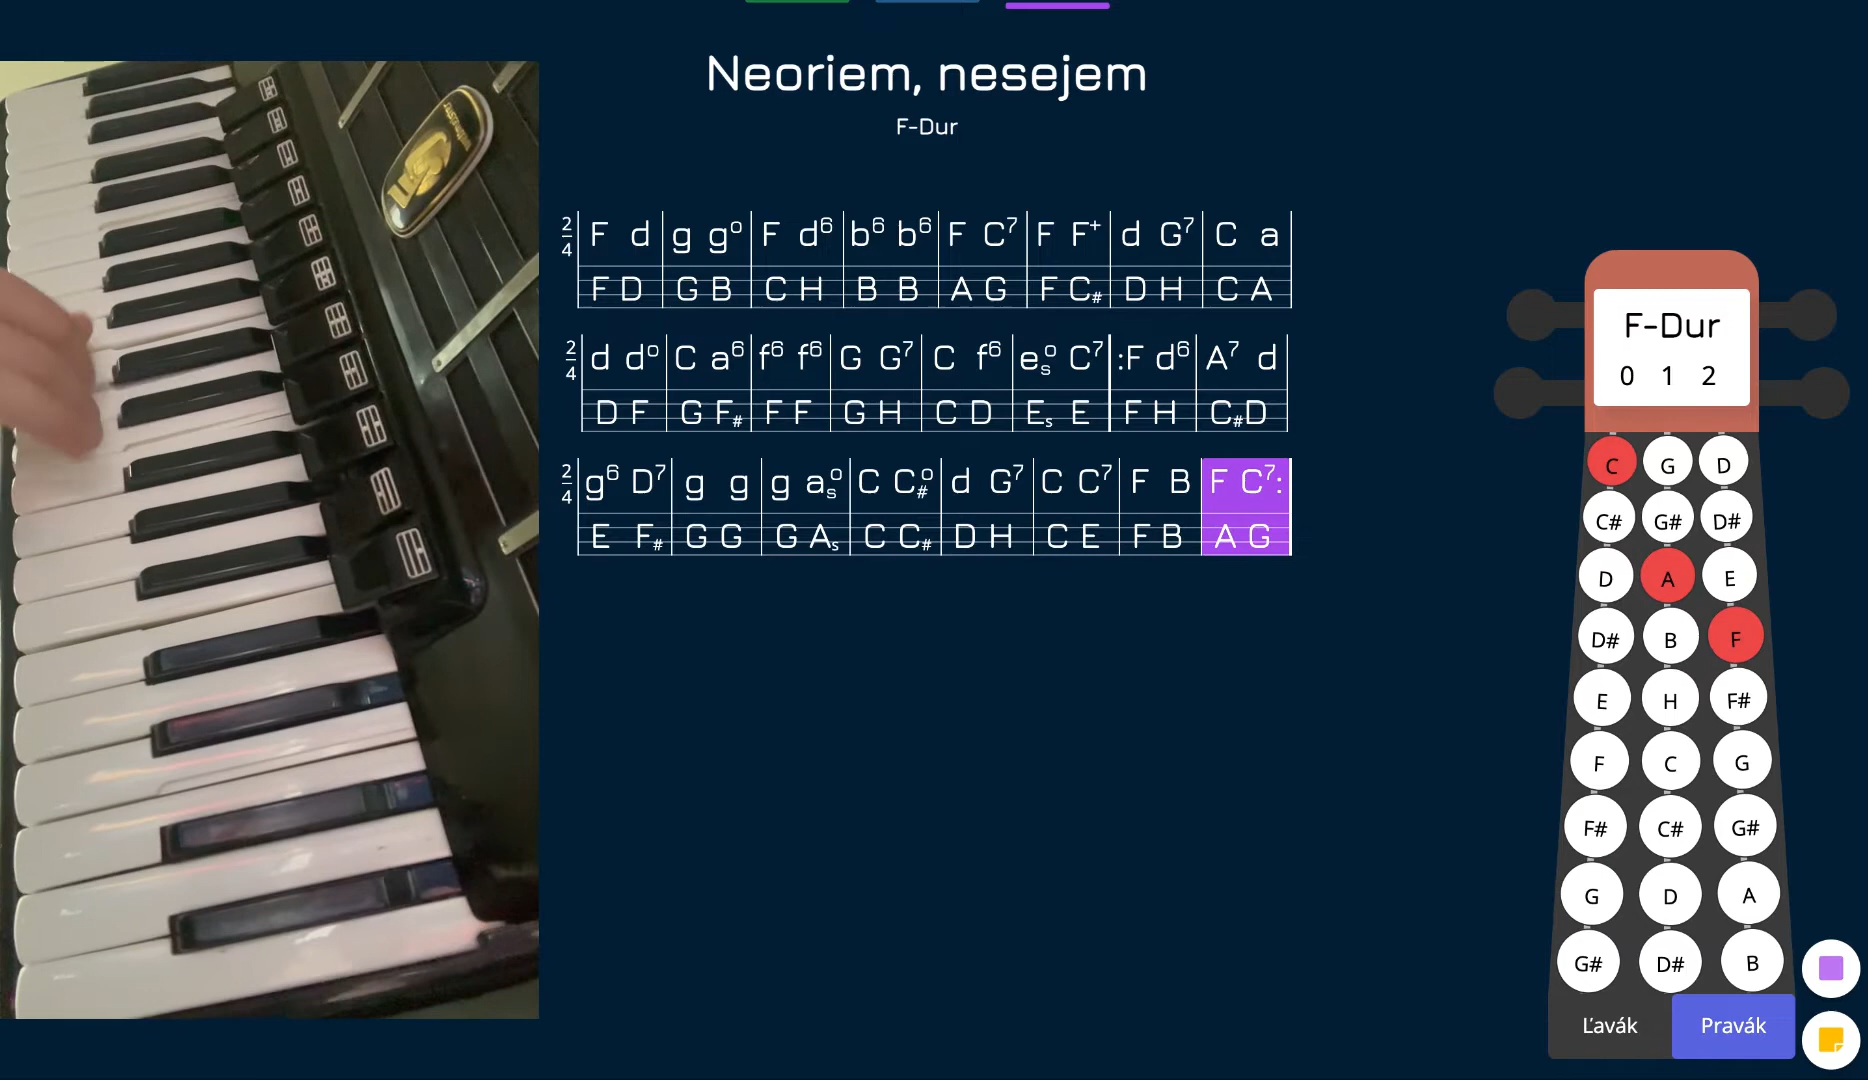 Neoriem, nesejem
F-Dur
2/4 F d g g° F d⁶ b⁶ b⁶ F C⁷ F F⁺ d G⁷ C a
F D G B C H B B A G F C# D H C A
2/4 d d° C a⁶ f⁶ f⁶ G G⁷ C f⁶ es° C⁷ :F d⁶ A⁷ d
D F G F# F F G H C D Es E F H C# D
2/4 g⁶ D⁷ g g g as° C C#° d G⁷ C C⁷ F B F C⁷:
E F# G G G As C C# D H C E F B A G
F-Dur
0 1 2
C G D
C# G# D#
D A E
D# B F
E H F#
F C G
F# C# G#
G D A
G# D# B
Ľavák Pravák